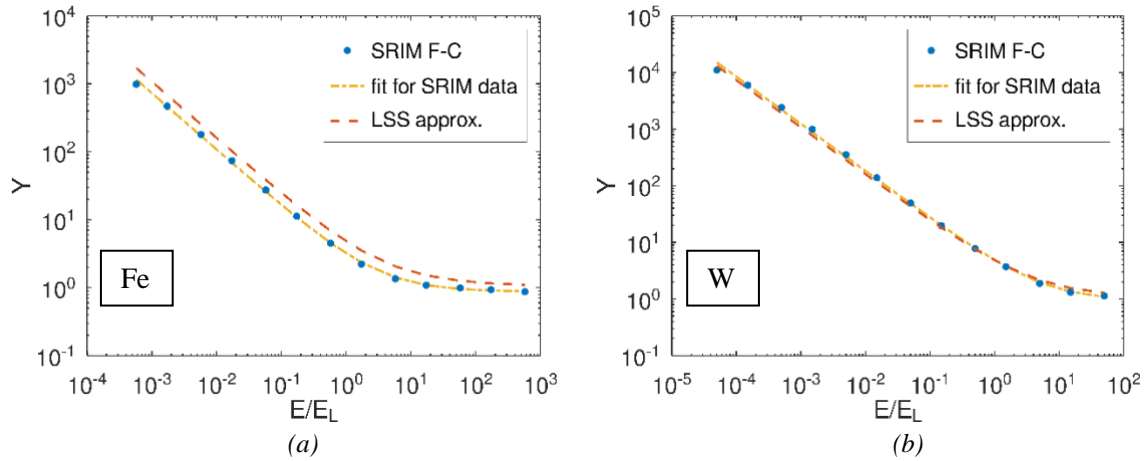 10^4
10^3
10^2
10^1
10^0
10^-1
Y
SRIM F-C
fit for SRIM data
LSS approx.
Fe
10^-4 10^-3 10^-2 10^-1 10^0 10^1 10^2 10^3
E/E_L
(a)
10^5
10^4
10^3
10^2
10^1
10^0
10^-1
Y
SRIM F-C
fit for SRIM data
LSS approx.
W
10^-5 10^-4 10^-3 10^-2 10^-1 10^0 10^1 10^2
E/E_L
(b)